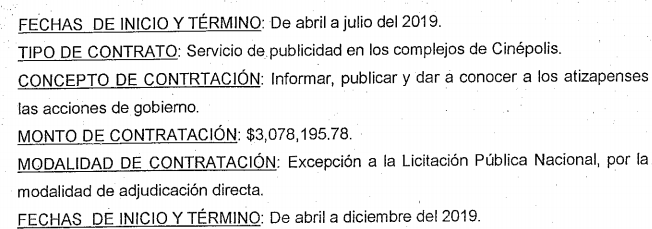 FECHAS DE INICIO Y TÉRMINO: De abril a julio del 2019.
TIPO DE CONTRATO: Servicio de publicidad en los complejos de Cinépolis.
CONCEPTO DE CONTRTACIÓN: Informar, publicar y dar a conocer a los atizapenses
las acciones de gobierno.
MONTO DE CONTRATACIÓN: $3,078,195.78.
MODALIDAD DE CONTRATACIÓN: Excepción a la Licitación Pública Nacional, por la
modalidad de adjudicación directa.
FECHAS DE INICIO Y TÉRMINO: De abril a diciembre del 2019.